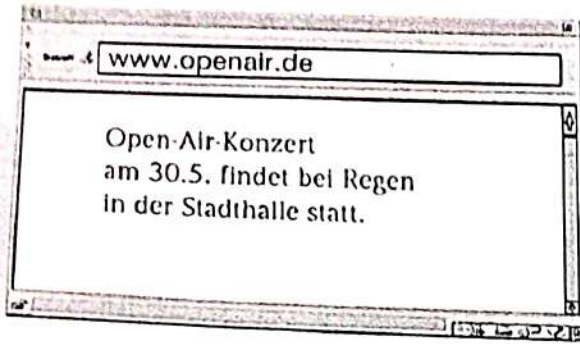 www.openair.de
Open-Air-Konzert
am 30.5. findet bei Regen
in der Stadthalle statt.